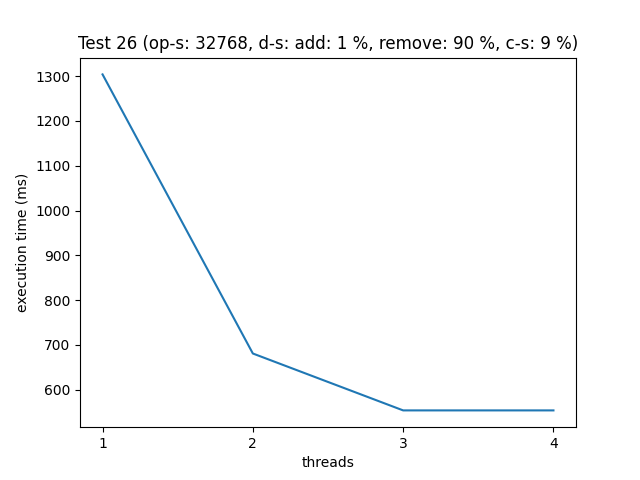 Test 26 (op-s: 32768, d-s: add: 1 %, remove: 90 %, c-s: 9 %)
1300
1200
1100
1000
900
800
700
600
execution time (ms)
1 2 3 4
threads